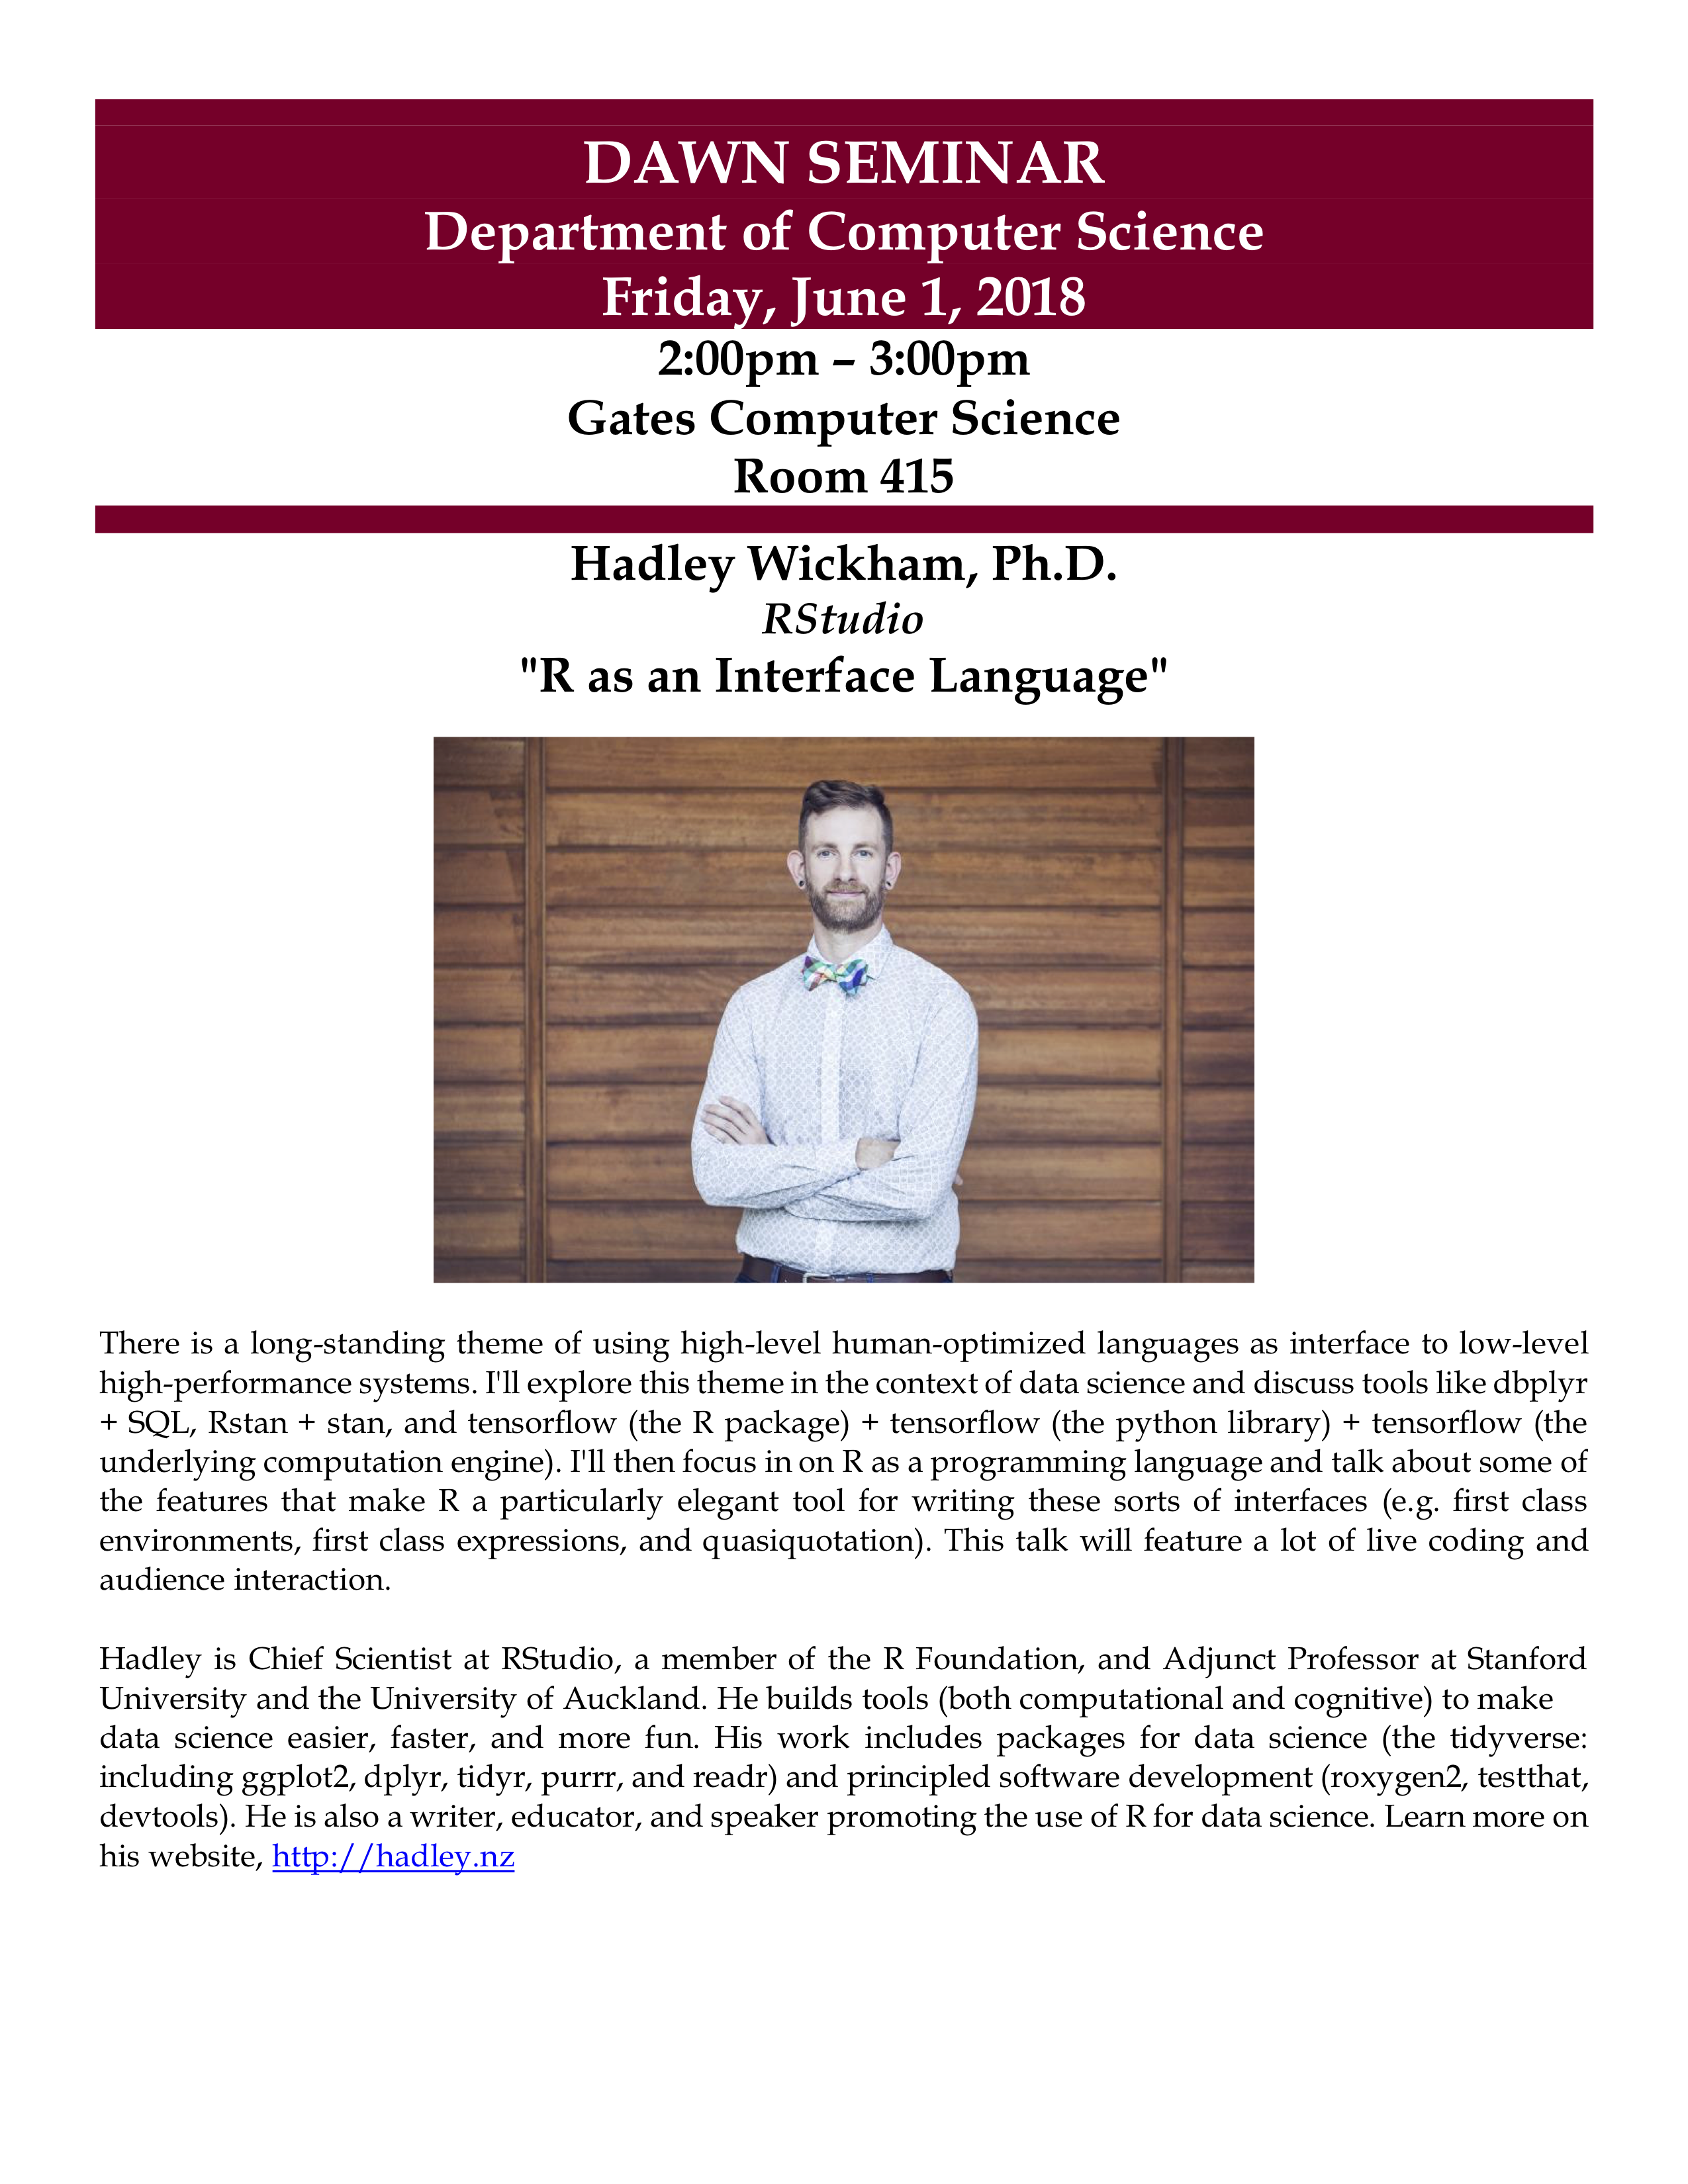 DAWN SEMINAR
Department of Computer Science
Friday, June 1, 2018
2:00pm – 3:00pm
Gates Computer Science
Room 415
Hadley Wickham, Ph.D.
RStudio
"R as an Interface Language"
There is a long-standing theme of using high-level human-optimized languages as interface to low-level
high-performance systems. I'll explore this theme in the context of data science and discuss tools like dbplyr
+ SQL, Rstan + stan, and tensorflow (the R package) + tensorflow (the python library) + tensorflow (the
underlying computation engine). I'll then focus in on R as a programming language and talk about some of
the features that make R a particularly elegant tool for writing these sorts of interfaces (e.g. first class
environments, first class expressions, and quasiquotation). This talk will feature a lot of live coding and
audience interaction.
Hadley is Chief Scientist at RStudio, a member of the R Foundation, and Adjunct Professor at Stanford
University and the University of Auckland. He builds tools (both computational and cognitive) to make
data science easier, faster, and more fun. His work includes packages for data science (the tidyverse:
including ggplot2, dplyr, tidyr, purrr, and readr) and principled software development (roxygen2, testthat,
devtools). He is also a writer, educator, and speaker promoting the use of R for data science. Learn more on
his website, http://hadley.nz